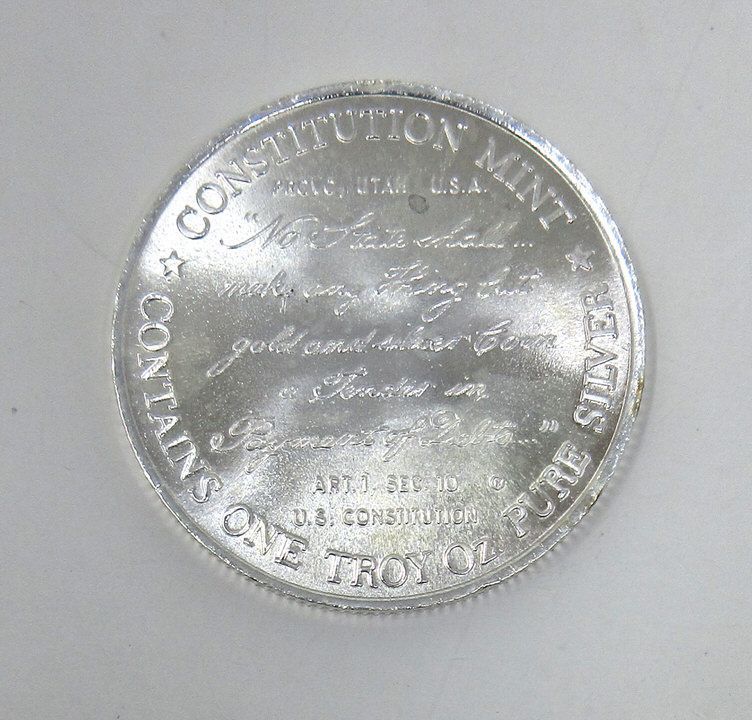 CONSTITUTION MINT
PROVO, UTAH U.S.A.
"No State shall...
make any Thing but
gold and silver Coin
a Tender in
Payment of Debts..."
ART. 1, SEC. 10 ©
U.S. CONSTITUTION
CONTAINS ONE TROY OZ PURE SILVER